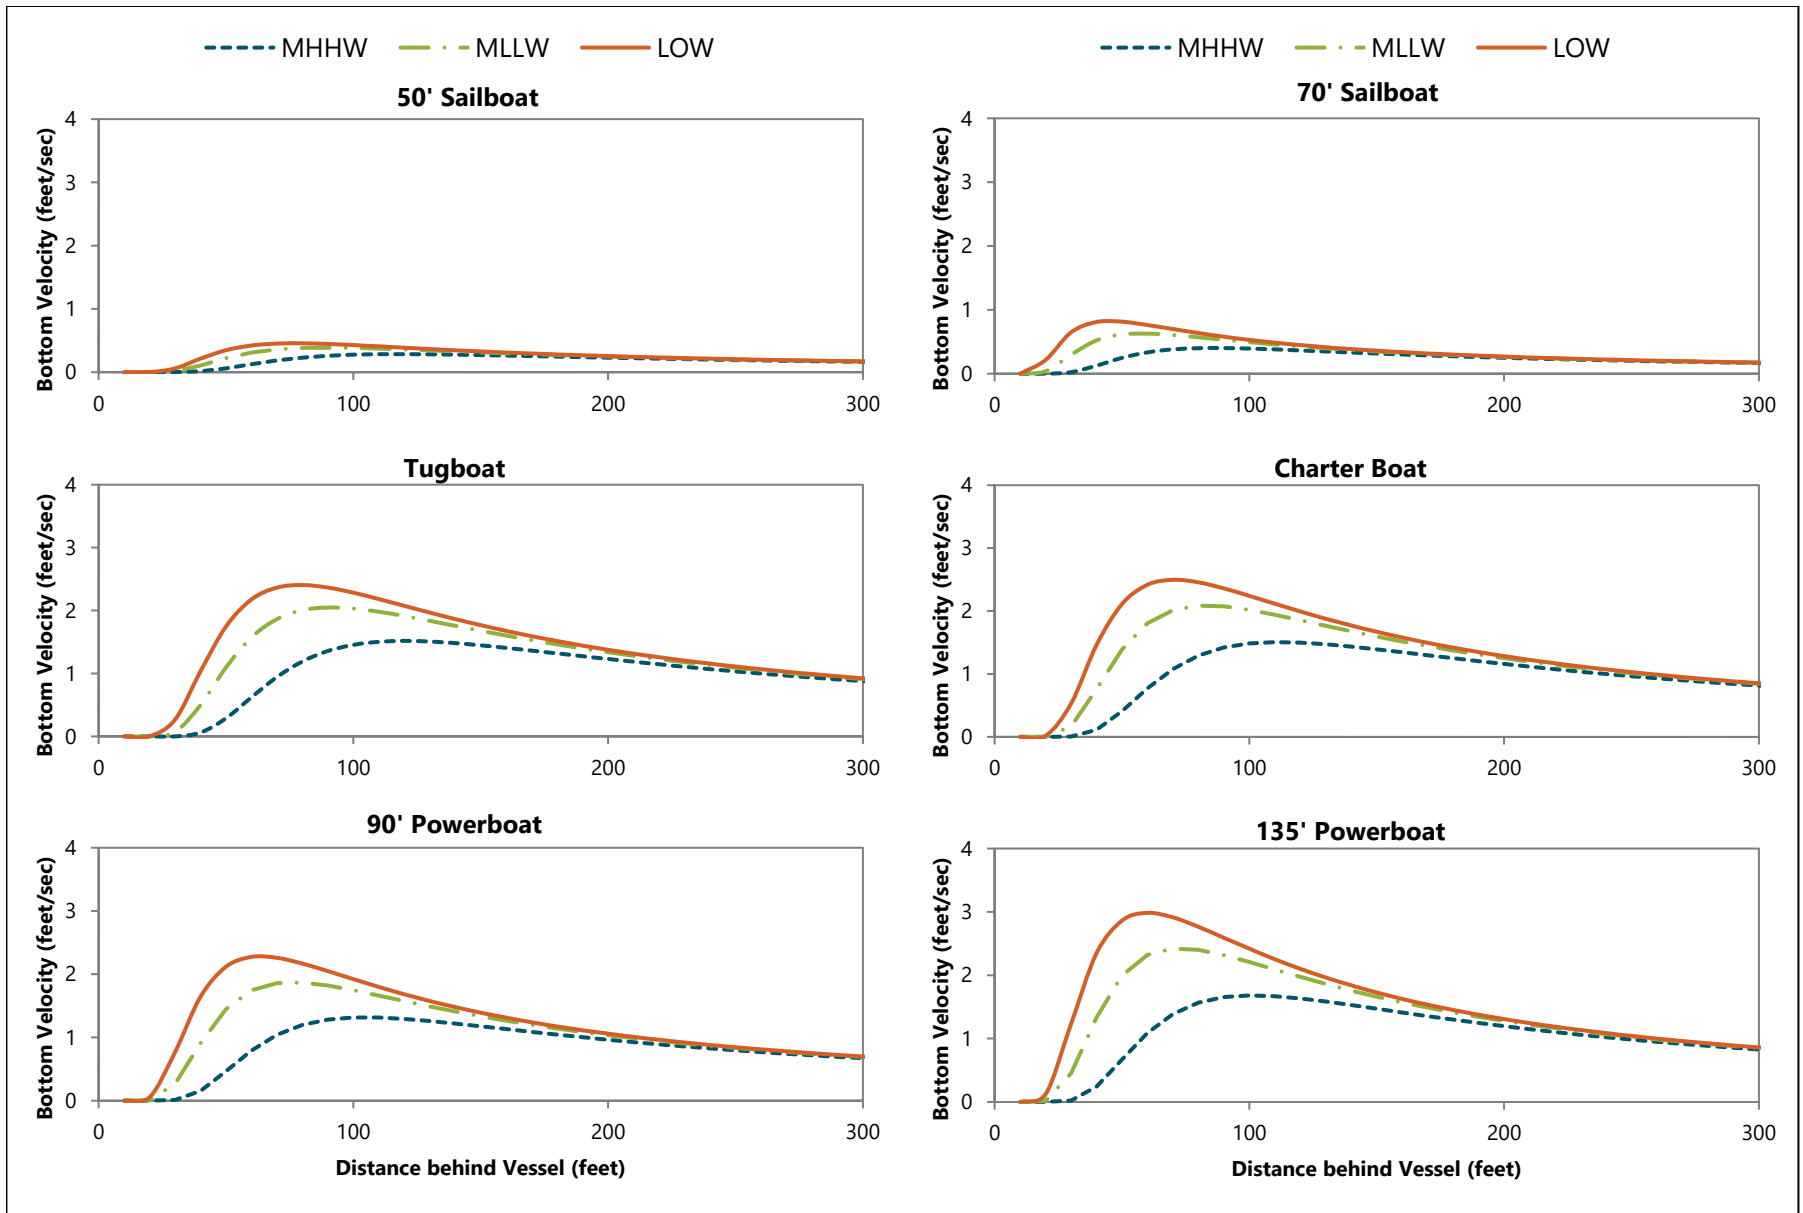 MHHW MLLW LOW
MHHW MLLW LOW
50' Sailboat
Bottom Velocity (feet/sec)
4
3
2
1
0
0 100 200 300
70' Sailboat
Bottom Velocity (feet/sec)
4
3
2
1
0
0 100 200 300
Tugboat
Bottom Velocity (feet/sec)
4
3
2
1
0
0 100 200 300
Charter Boat
Bottom Velocity (feet/sec)
4
3
2
1
0
0 100 200 300
90' Powerboat
Bottom Velocity (feet/sec)
4
3
2
1
0
0 100 200 300
Distance behind Vessel (feet)
135' Powerboat
Bottom Velocity (feet/sec)
4
3
2
1
0
0 100 200 300
Distance behind Vessel (feet)